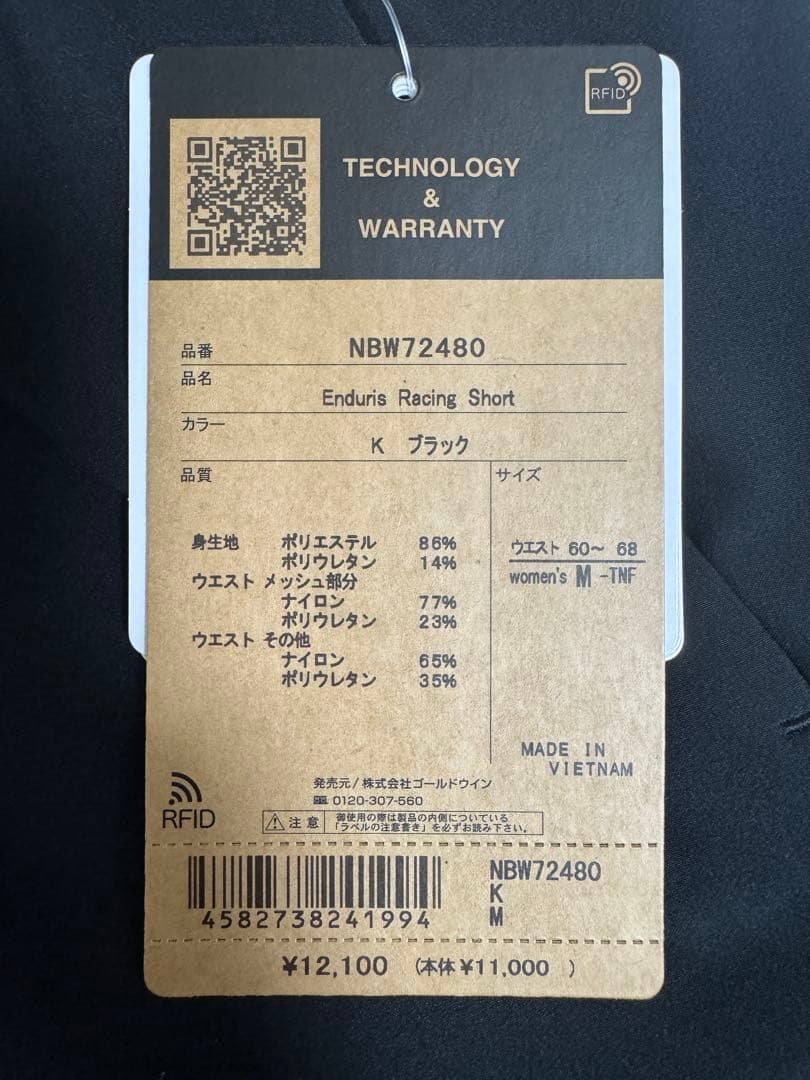 RFID
TECHNOLOGY
&
WARRANTY
品番 NBW72480
品名
Enduris Racing Short
カラー
K ブラック
品質
サイズ
身生地 ポリエステル 86%
ポリウレタン 14%
ウエスト メッシュ部分
ナイロン 77%
ポリウレタン 23%
ウエスト その他
ナイロン 65%
ポリウレタン 35%
ウエスト 60～ 68
women's M -TNF
MADE IN
VIETNAM
発売元/株式会社ゴールドウイン
0120-307-560
RFID
注意 御使用の際は製品の内側についている
「ラベルの注意書き」を必ずお読み下さい。
4582738241994
NBW72480
K
M
¥12,100 (本体¥11,000 )